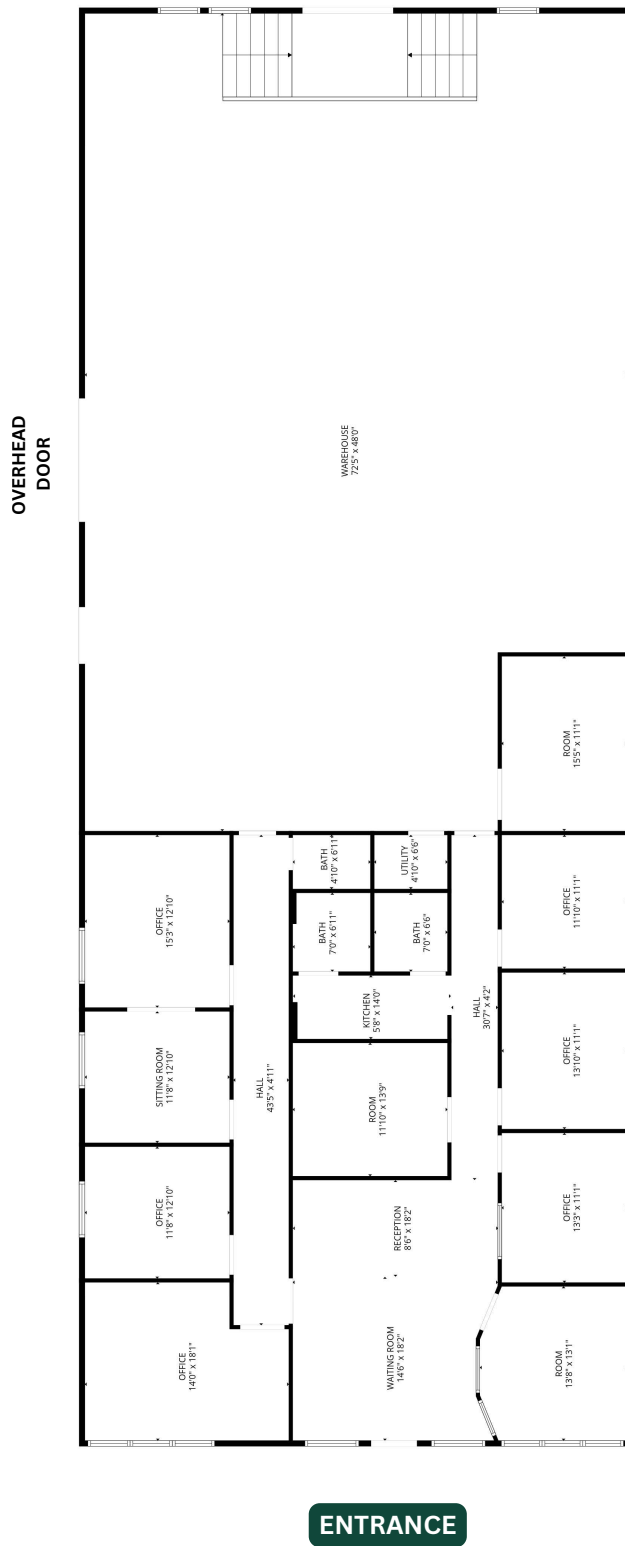 OVERHEAD
DOOR
WAREHOUSE
72'5" x 48'0"
ROOM
15'5" x 11'1"
OFFICE
15'3" x 12'10"
BATH
4'10" x 6'11"
UTILITY
4'10" x 6'6"
OFFICE
11'10" x 11'1"
BATH
7'0" x 6'11"
BATH
7'0" x 6'6"
KITCHEN
5'8" x 14'0"
HALL
30'7" x 4'2"
OFFICE
13'10" x 11'1"
SITTING ROOM
11'8" x 12'10"
HALL
43'5" x 4'11"
ROOM
11'10" x 13'9"
OFFICE
11'8" x 12'10"
RECEPTION
8'6" x 18'2"
OFFICE
13'3" x 11'1"
OFFICE
14'0" x 18'1"
WAITING ROOM
14'6" x 18'2"
ROOM
13'8" x 13'1"
ENTRANCE